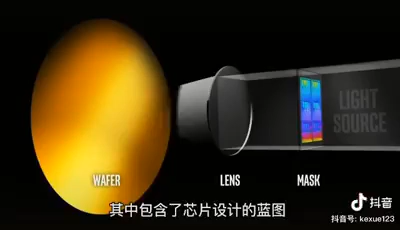 LIGHT
SOURCE
WAFER
LENS
MASK
其中包含了芯片设计的蓝图
抖音
抖音号: kexue123